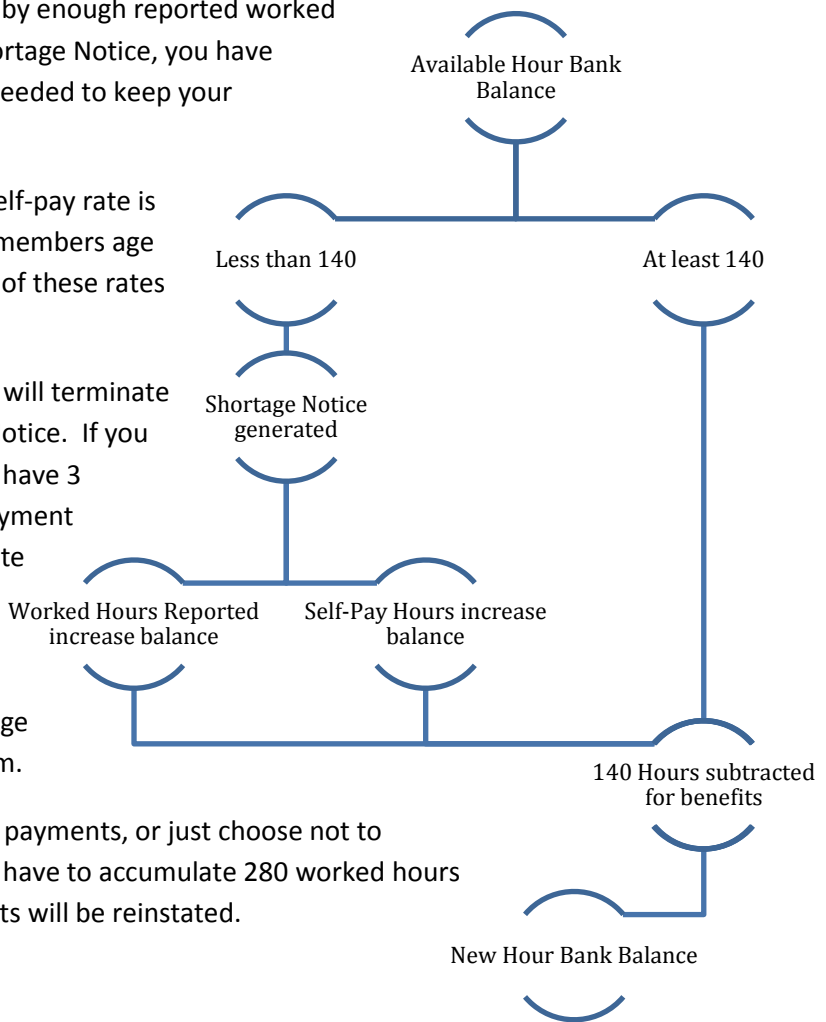 by enough reported worked
ortage Notice, you have
eeded to keep your
elf-pay rate is
members age
of these rates
will terminate
otice. If you
have 3
yment
te
ge
m.
payments, or just choose not to
have to accumulate 280 worked hours
ts will be reinstated.
Available Hour Bank
Balance
Less than 140
At least 140
Shortage Notice
generated
Worked Hours Reported
increase balance
Self-Pay Hours increase
balance
140 Hours subtracted
for benefits
New Hour Bank Balance